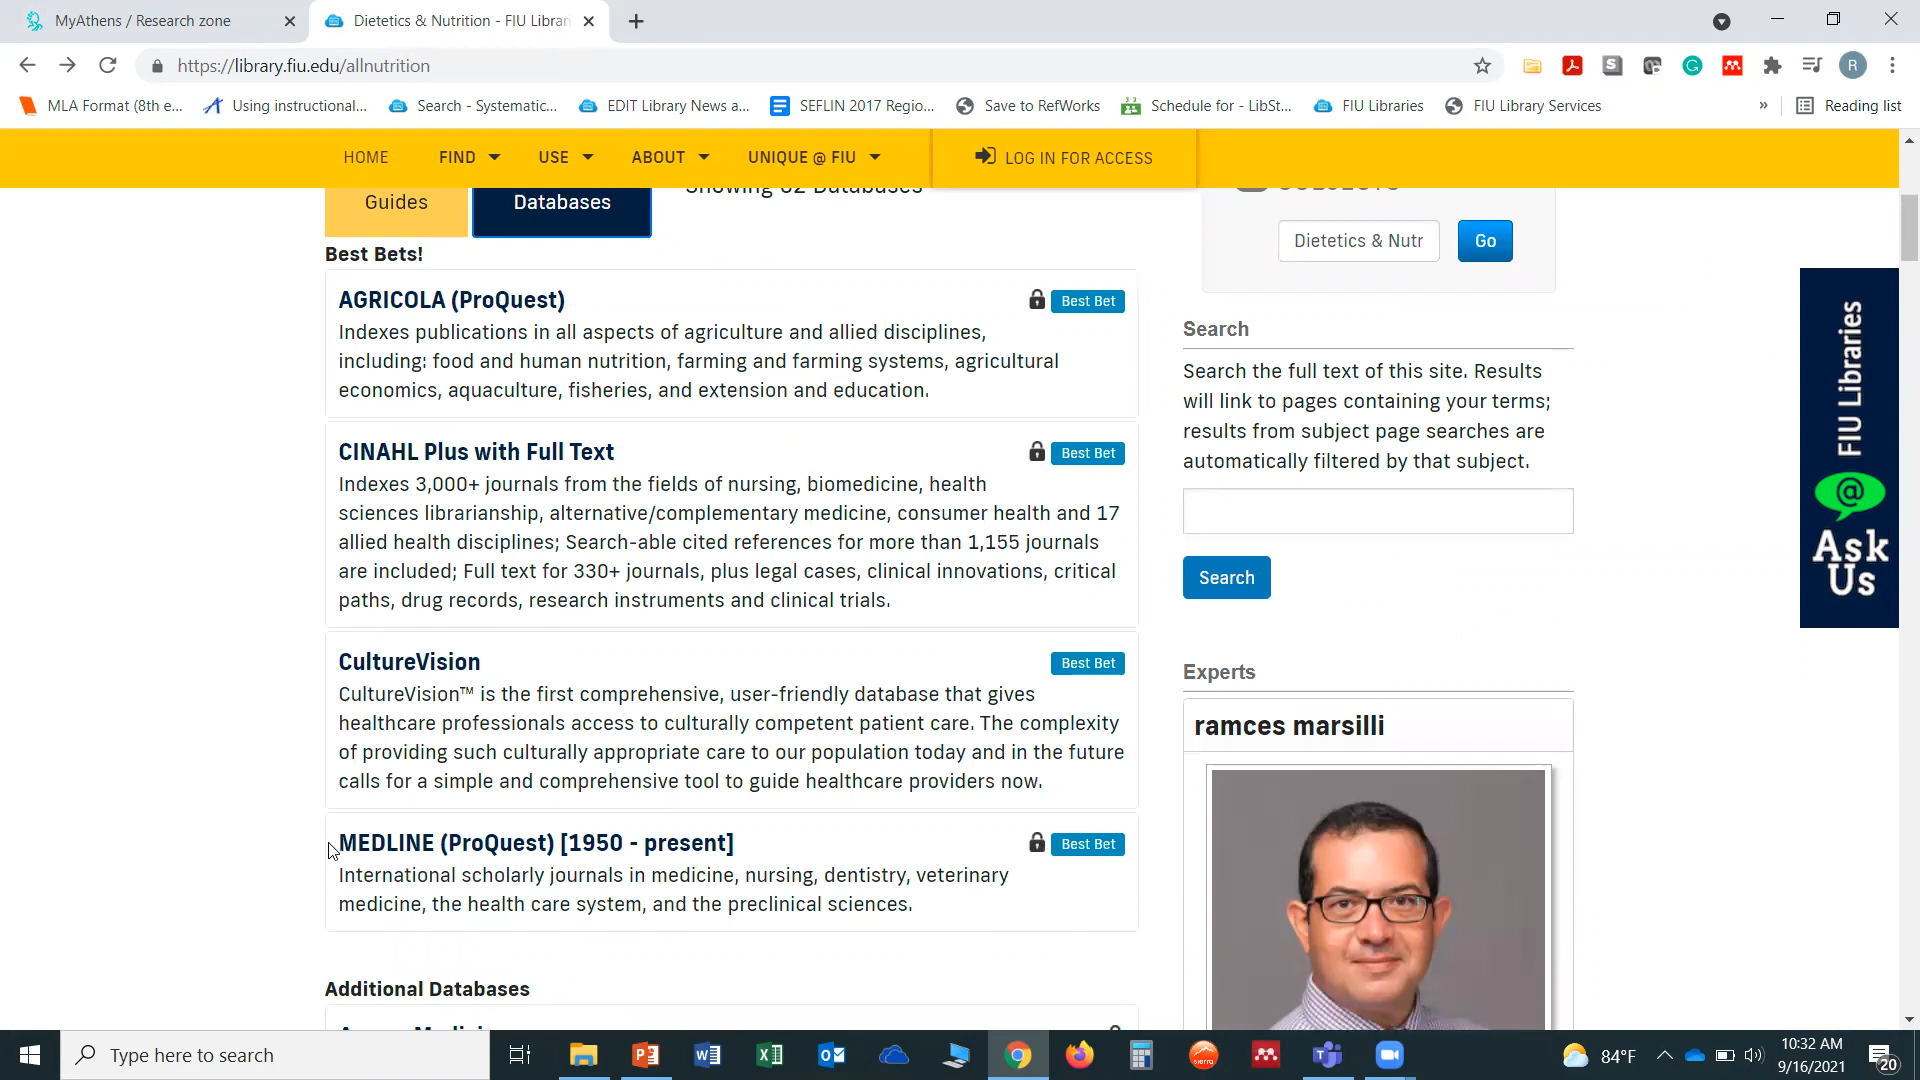 MyAthens / Research zone
Dietetics & Nutrition - FIU Librar
https://library.fiu.edu/allnutrition
R
MLA Format (8th e...
Using instructional...
Search - Systematic...
EDIT Library News a...
SEFLIN 2017 Regio...
Save to RefWorks
Schedule for - LibSt...
FIU Libraries
FIU Library Services
»
Reading list
HOME
FIND
USE
ABOUT
UNIQUE @ FIU
LOG IN FOR ACCESS
Guides
Databases
Showing 62 Databases
SUBJECTS
Dietetics & Nutr
Go
Best Bets!
AGRICOLA (ProQuest)
Best Bet
Indexes publications in all aspects of agriculture and allied disciplines,
including: food and human nutrition, farming and farming systems, agricultural
economics, aquaculture, fisheries, and extension and education.
CINAHL Plus with Full Text
Best Bet
Indexes 3,000+ journals from the fields of nursing, biomedicine, health
sciences librarianship, alternative/complementary medicine, consumer health and 17
allied health disciplines; Search-able cited references for more than 1,155 journals
are included; Full text for 330+ journals, plus legal cases, clinical innovations, critical
paths, drug records, research instruments and clinical trials.
CultureVision
Best Bet
CultureVision™ is the first comprehensive, user-friendly database that gives
healthcare professionals access to culturally competent patient care. The complexity
of providing such culturally appropriate care to our population today and in the future
calls for a simple and comprehensive tool to guide healthcare providers now.
MEDLINE (ProQuest) [1950 - present]
Best Bet
International scholarly journals in medicine, nursing, dentistry, veterinary
medicine, the health care system, and the preclinical sciences.
Additional Databases
Search
Search the full text of this site. Results
will link to pages containing your terms;
results from subject page searches are
automatically filtered by that subject.
Search
Experts
ramces marsilli
FIU Libraries
@
Ask
Us
Type here to search
84°F
10:32 AM
9/16/2021
20